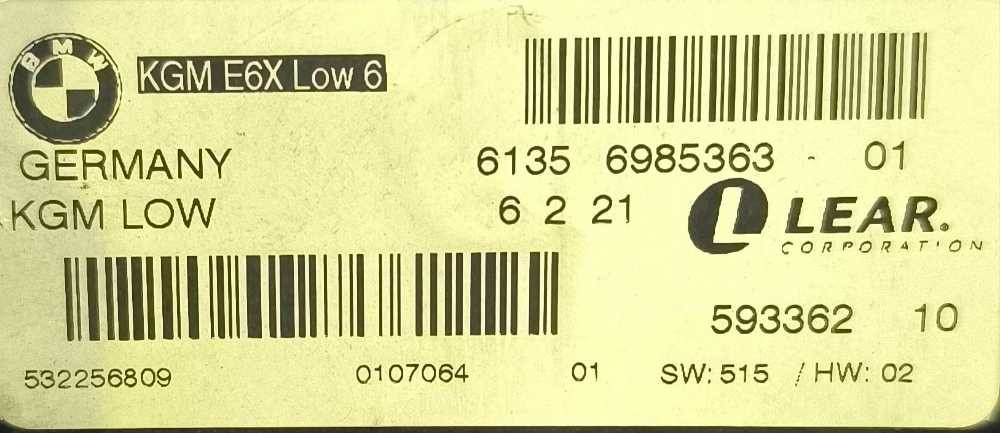 BMW
KGM E6X Low 6
GERMANY 6135 6985363 - 01
KGM LOW 6 2 21
L LEAR.
CORPORATION
593362 10
532256809 0107064 01 SW: 515 / HW: 02